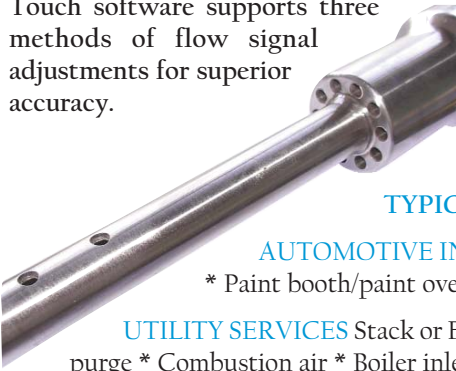 Touch software supports three
methods of flow signal
adjustments for superior
accuracy.
TYPIC
AUTOMOTIVE IN
* Paint booth/paint ove
UTILITY SERVICES Stack or
purge * Combustion air * Boiler inle